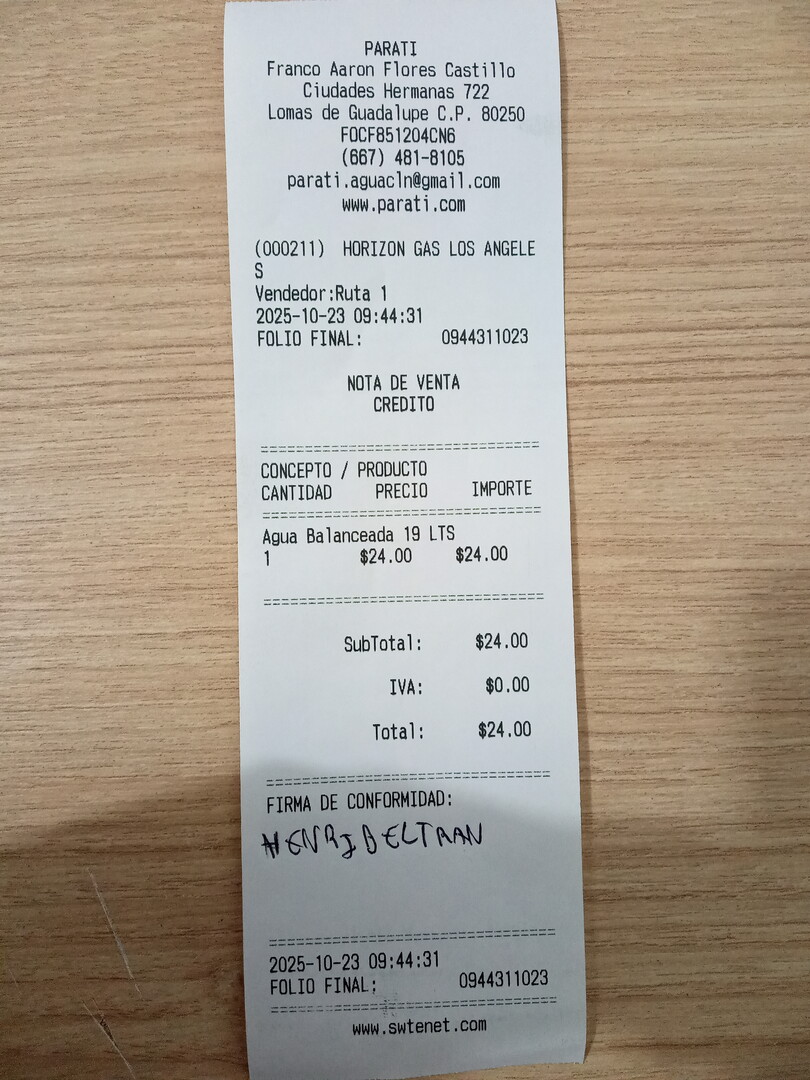 PARATI
Franco Aaron Flores Castillo
Ciudades Hermanas 722
Lomas de Guadalupe C.P. 80250
FOCF851204CN6
(667) 481-8105
parati.aguacln@gmail.com
www.parati.com
(000211) HORIZON GAS LOS ANGELE
S
Vendedor:Ruta 1
2025-10-23 09:44:31
FOLIO FINAL: 0944311023
NOTA DE VENTA
CREDITO
CONCEPTO / PRODUCTO
CANTIDAD PRECIO IMPORTE
Agua Balanceada 19 LTS
1 $24.00 $24.00
SubTotal: $24.00
IVA: $0.00
Total: $24.00
FIRMA DE CONFORMIDAD:
HENRI BELTRAN
2025-10-23 09:44:31
FOLIO FINAL: 0944311023
www.swtenet.com